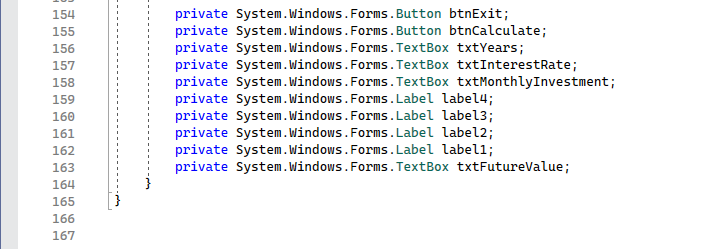 154 private System.Windows.Forms.Button btnExit;
155 private System.Windows.Forms.Button btnCalculate;
156 private System.Windows.Forms.TextBox txtYears;
157 private System.Windows.Forms.TextBox txtInterestRate;
158 private System.Windows.Forms.TextBox txtMonthlyInvestment;
159 private System.Windows.Forms.Label label4;
160 private System.Windows.Forms.Label label3;
161 private System.Windows.Forms.Label label2;
162 private System.Windows.Forms.Label label1;
163 private System.Windows.Forms.TextBox txtFutureValue;
164 }
165 }
166
167